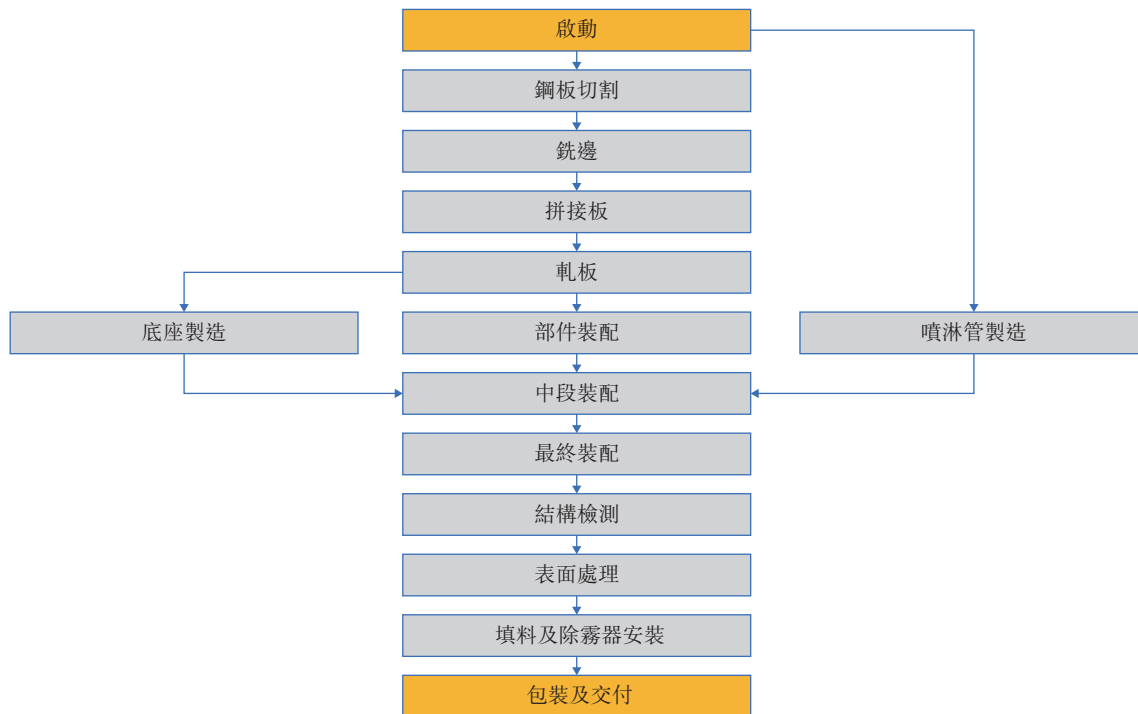 啟動
鋼板切割
銑邊
拼接板
軋板
底座製造
部件裝配
噴淋管製造
中段裝配
最終裝配
結構檢測
表面處理
填料及除霧器安裝
包裝及交付